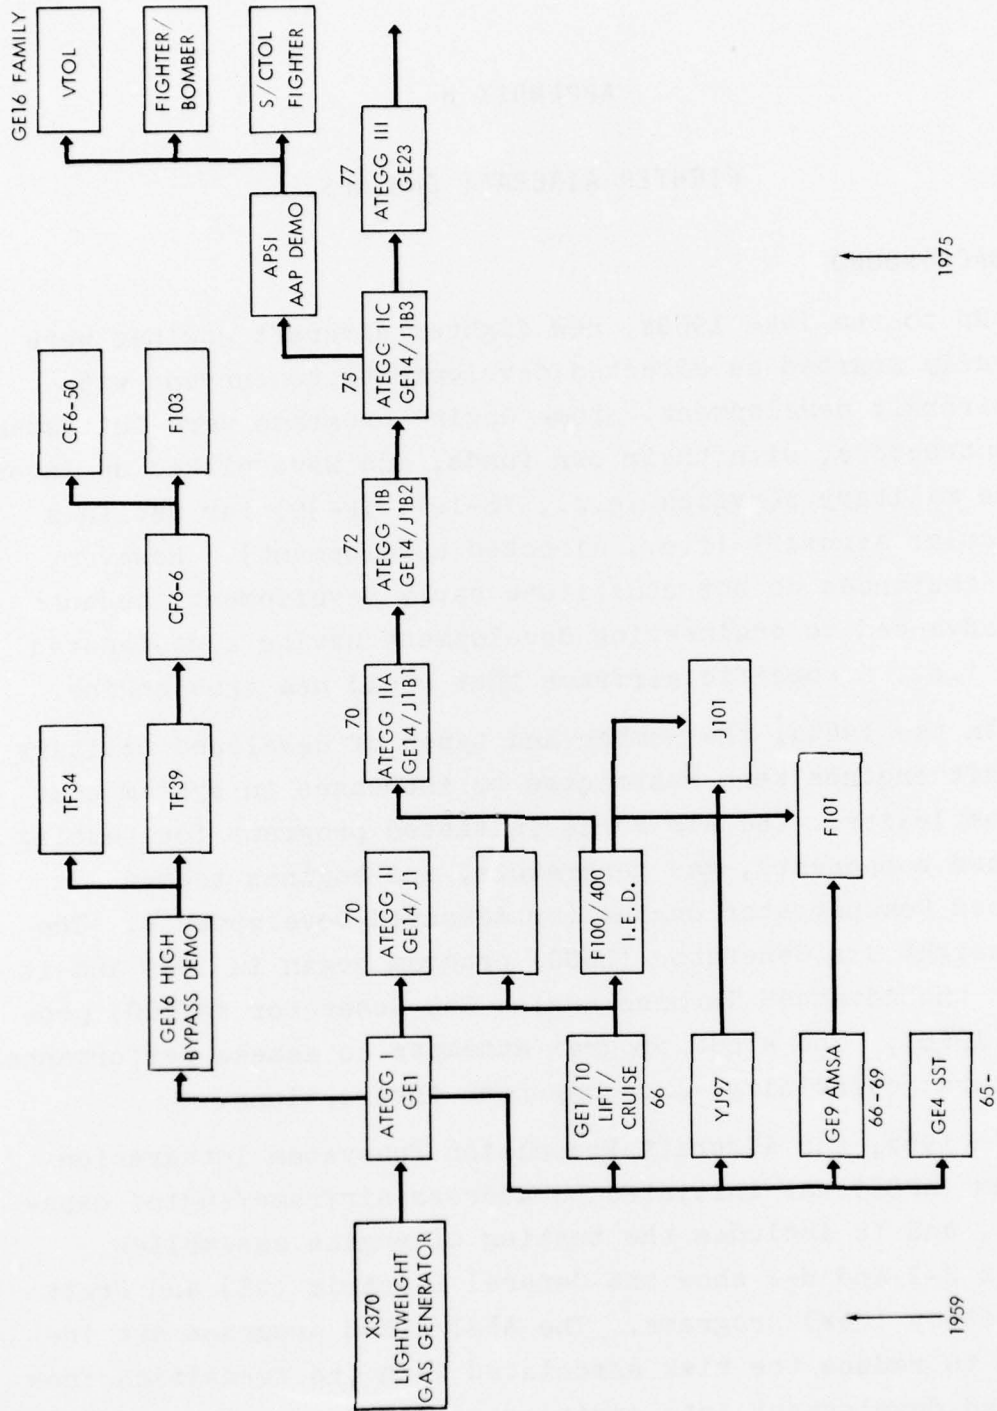 GE16 FAMILY
TF34
CF6-50
VTOL
GE16 HIGH
BYPASS DEMO
TF39
CF6-6
F103
FIGHTER/
BOMBER
APSI
AAP DEMO
S/CTOL
FIGHTER
X370
LIGHTWEIGHT
GAS GENERATOR
ATEGG
GE1
70
ATEGG II
GE14/J1
70
ATEGG IIA
GE14/J1B1
72
ATEGG IIB
GE14/J1B2
75
ATEGC IIC
GE14/J1B3
77
ATEGG III
GE23
GE1/10
LIFT/
CRUISE
66
F100/400
I.E.D.
YJ97
J101
GE9 AMSA
66-69
F101
GE4 SST
65-
1959
1975